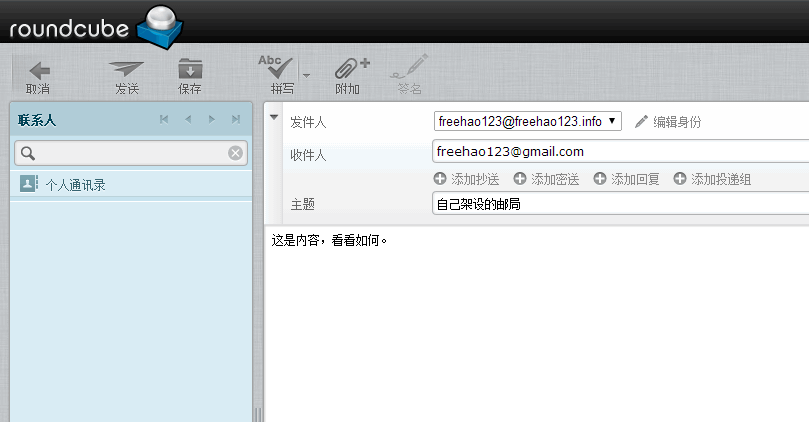 roundcube
取消 发送 保存 Abc 拼写 附加 签名
联系人
个人通讯录
发件人 freehao123@freehao123.info 编辑身份
收件人 freehao123@gmail.com
添加抄送 添加密送 添加回复 添加投递组
主题 自己架设的邮局
这是内容，看看如何。